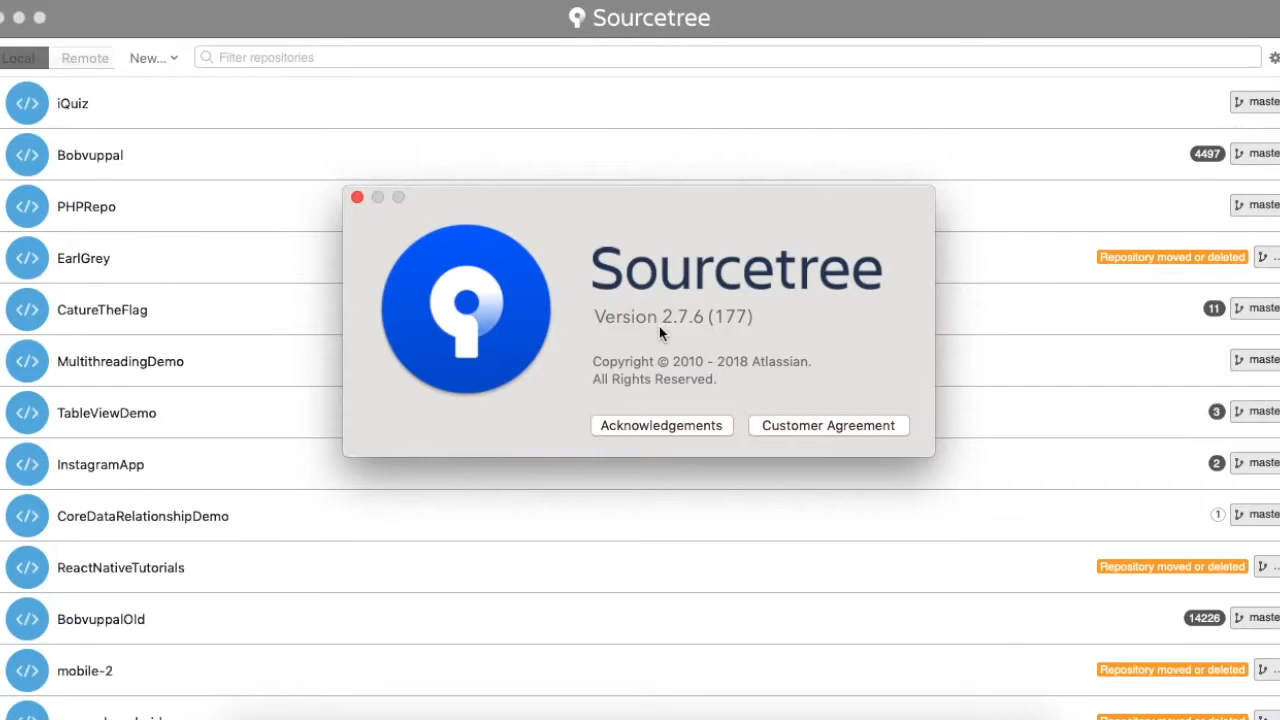 Sourcetree
Local Remote New... Filter repositories
iQuiz
Bobvuppal 4497
PHPRepo
EarlGrey Repository moved or deleted
CatureTheFlag 11
MultithreadingDemo
TableViewDemo 3
InstagramApp 2
CoreDataRelationshipDemo 1
ReactNativeTutorials Repository moved or deleted
BobvuppalOld 14226
mobile-2 Repository moved or deleted
Sourcetree
Version 2.7.6 (177)
Copyright © 2010 - 2018 Atlassian.
All Rights Reserved.
Acknowledgements Customer Agreement